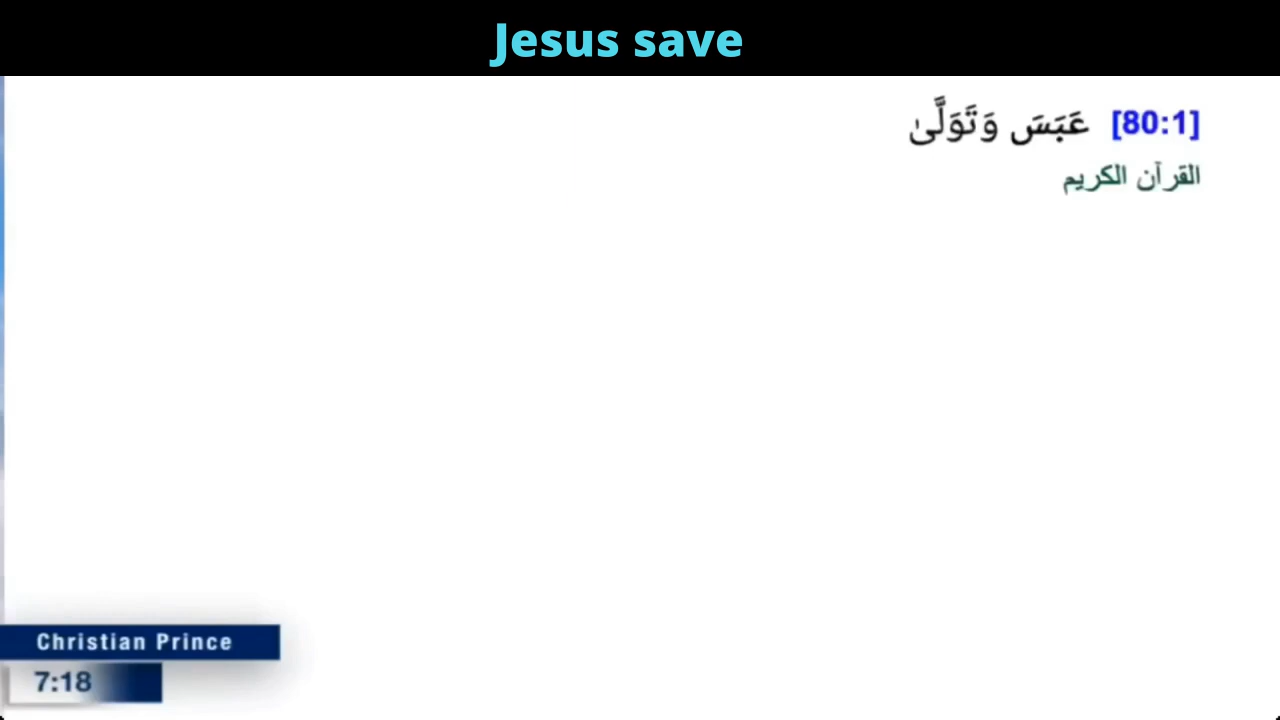 Jesus save
[80:1] عَبَسَ وَتَوَلَّىٰ
القرآن الكريم
Christian Prince
7:18